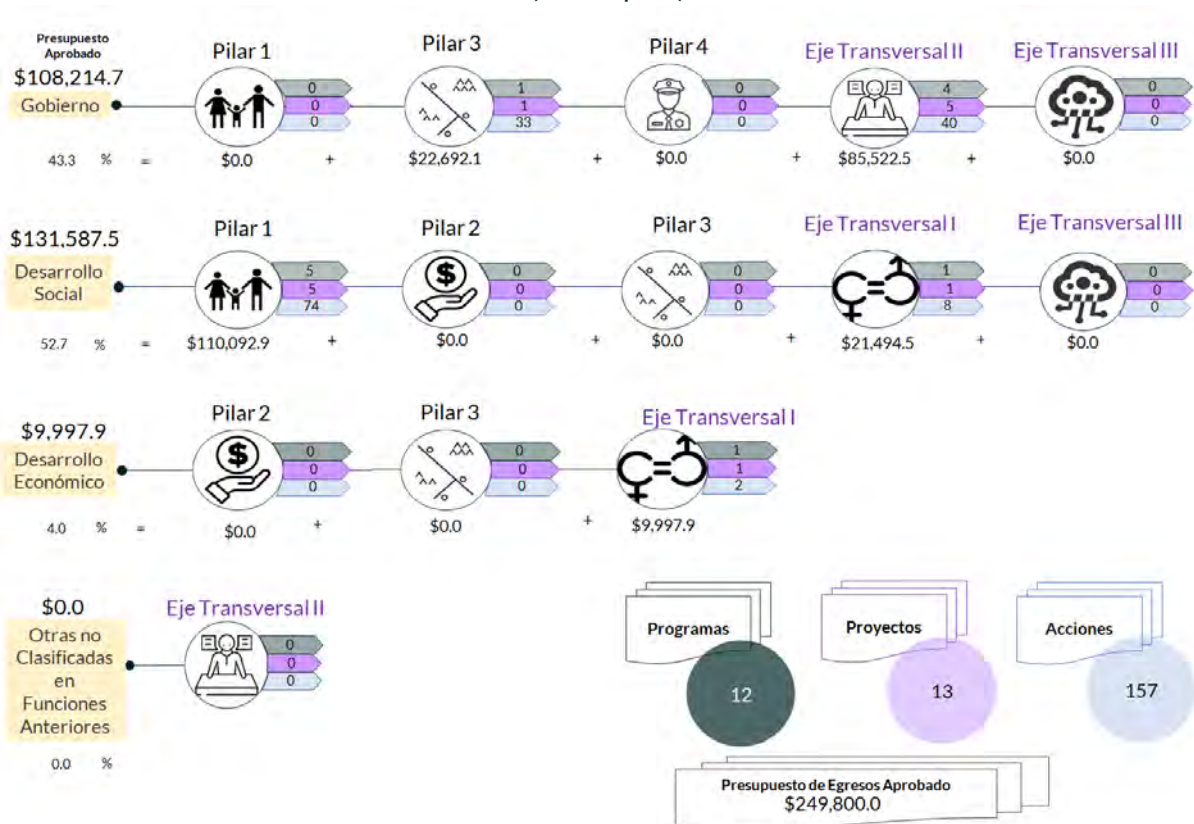 Presupuesto
Aprobado
$108,214.7
Gobierno
43.3 % =
Pilar 1
0
0
0
$0.0
+
Pilar 3
1
1
33
$22,692.1
+
Pilar 4
0
0
0
$0.0
+
Eje Transversal II
4
5
40
$85,522.5
+
Eje Transversal III
0
0
0
$0.0
$131,587.5
Desarrollo
Social
52.7 % =
Pilar 1
5
5
74
$110,092.9
+
Pilar 2
0
0
0
$0.0
+
Pilar 3
0
0
0
$0.0
+
Eje Transversal I
1
1
8
$21,494.5
+
Eje Transversal III
0
0
0
$0.0
$9,997.9
Desarrollo
Económico
4.0 % =
Pilar 2
0
0
0
$0.0
+
Pilar 3
0
0
0
$0.0
+
Eje Transversal I
1
1
2
$9,997.9
$0.0
Otras no
Clasificadas
en
Funciones
Anteriores
0.0 %
Eje Transversal II
0
0
0
Programas
12
Proyectos
13
Acciones
157
Presupuesto de Egresos Aprobado
$249,800.0